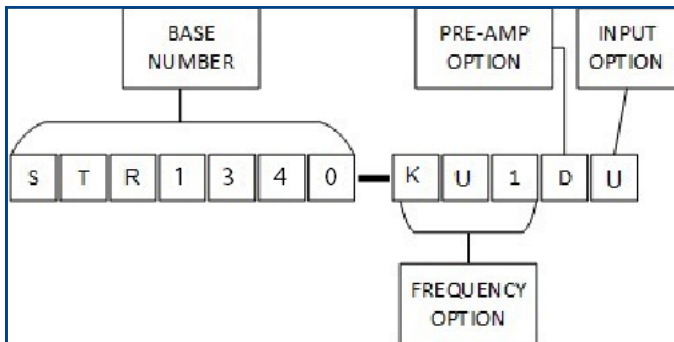 BASE
NUMBER
PRE-AMP
OPTION
INPUT
OPTION
S T R 1 3 4 0 — K U 1 D U
FREQUENCY
OPTION